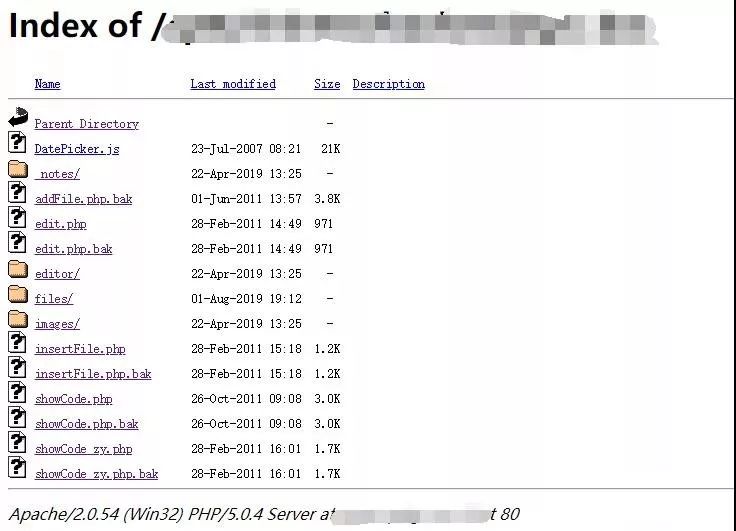 Index of /
Name Last modified Size Description
Parent Directory -
DatePicker.js 23-Jul-2007 08:21 21K
_notes/ 22-Apr-2019 13:25 -
addFile.php.bak 01-Jun-2011 13:57 3.8K
edit.php 28-Feb-2011 14:49 971
edit.php.bak 28-Feb-2011 14:49 971
editor/ 22-Apr-2019 13:25 -
files/ 01-Aug-2019 19:12 -
images/ 22-Apr-2019 13:25 -
insertFile.php 28-Feb-2011 15:18 1.2K
insertFile.php.bak 28-Feb-2011 15:18 1.2K
showCode.php 26-Oct-2011 09:08 3.0K
showCode.php.bak 26-Oct-2011 09:08 3.0K
showCode_zy.php 28-Feb-2011 16:01 1.7K
showCode_zy.php.bak 28-Feb-2011 16:01 1.7K
Apache/2.0.54 (Win32) PHP/5.0.4 Server at t 80